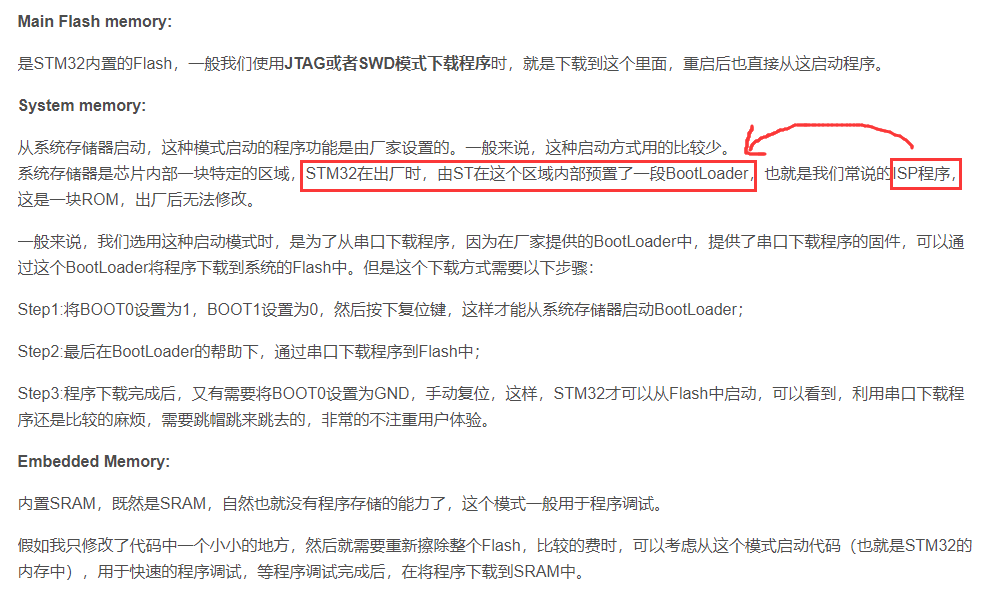 Main Flash memory:
是STM32内置的Flash，一般我们使用JTAG或者SWD模式下载程序时，就是下载到这个里面，重启后也直接从这启动程序。
System memory:
从系统存储器启动，这种模式启动的程序功能是由厂家设置的。一般来说，这种启动方式用的比较少。
系统存储器是芯片内部一块特定的区域，STM32在出厂时，由ST在这个区域内部预置了一段BootLoader，也就是我们常说的ISP程序，
这是一块ROM，出厂后无法修改。
一般来说，我们选用这种启动模式时，是为了从串口下载程序，因为在厂家提供的BootLoader中，提供了串口下载程序的固件，可以通
过这个BootLoader将程序下载到系统的Flash中。但是这个下载方式需要以下步骤：
Step1:将BOOT0设置为1，BOOT1设置为0，然后按下复位键，这样才能从系统存储器启动BootLoader；
Step2:最后在BootLoader的帮助下，通过串口下载程序到Flash中；
Step3:程序下载完成后，又有需要将BOOT0设置为GND，手动复位，这样，STM32才可以从Flash中启动，可以看到，利用串口下载程
序还是比较的麻烦，需要跳帽跳来跳去的，非常的不注重用户体验。
Embedded Memory:
内置SRAM，既然是SRAM，自然也就没有程序存储的能力了，这个模式一般用于程序调试。
假如我只修改了代码中一个小小的地方，然后就需要重新擦除整个Flash，比较的费时，可以考虑从这个模式启动代码（也就是STM32的
内存中），用于快速的程序调试，等程序调试完成后，在将程序下载到SRAM中。